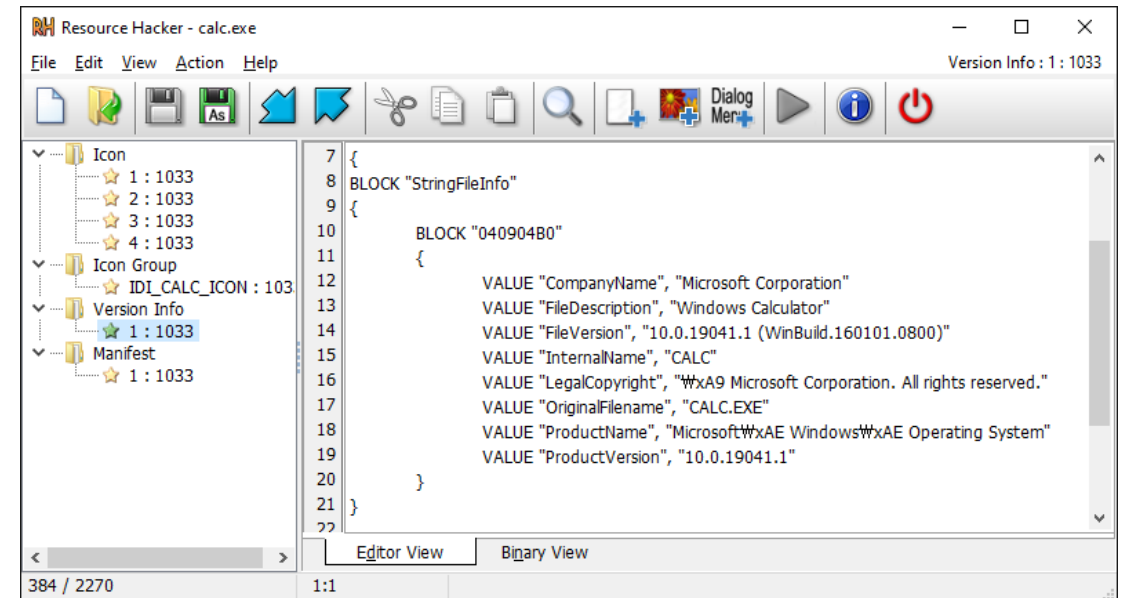 Resource Hacker - calc.exe
File Edit View Action Help
Version Info : 1 : 1033
As
Dialog
Menu
Icon
1 : 1033
2 : 1033
3 : 1033
4 : 1033
Icon Group
IDI_CALC_ICON : 103
Version Info
1 : 1033
Manifest
1 : 1033
7 {
8 BLOCK "StringFileInfo"
9 {
10 BLOCK "040904B0"
11 {
12 VALUE "CompanyName", "Microsoft Corporation"
13 VALUE "FileDescription", "Windows Calculator"
14 VALUE "FileVersion", "10.0.19041.1 (WinBuild.160101.0800)"
15 VALUE "InternalName", "CALC"
16 VALUE "LegalCopyright", "₩xA9 Microsoft Corporation. All rights reserved."
17 VALUE "OriginalFilename", "CALC.EXE"
18 VALUE "ProductName", "Microsoft₩xAE Windows₩xAE Operating System"
19 VALUE "ProductVersion", "10.0.19041.1"
20 }
21 }
22
Editor View Binary View
384 / 2270
1:1